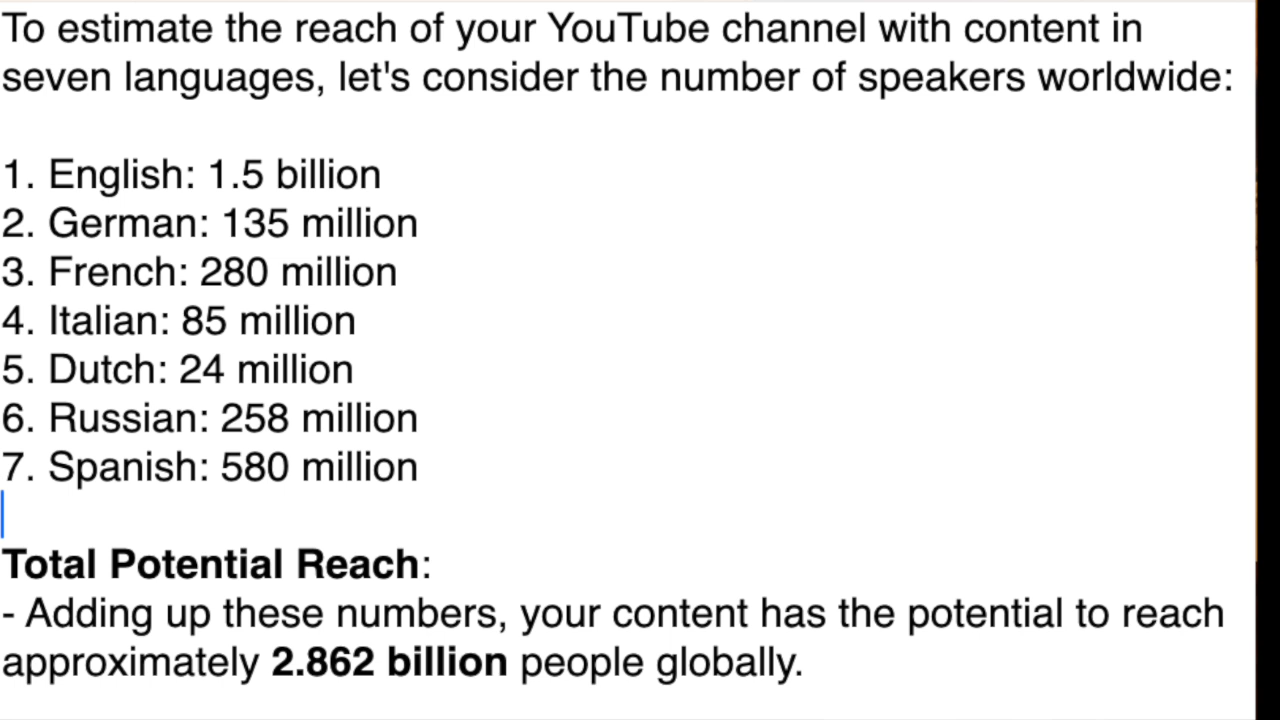 To estimate the reach of your YouTube channel with content in
seven languages, let's consider the number of speakers worldwide:
1. English: 1.5 billion
2. German: 135 million
3. French: 280 million
4. Italian: 85 million
5. Dutch: 24 million
6. Russian: 258 million
7. Spanish: 580 million
Total Potential Reach:
- Adding up these numbers, your content has the potential to reach
approximately 2.862 billion people globally.